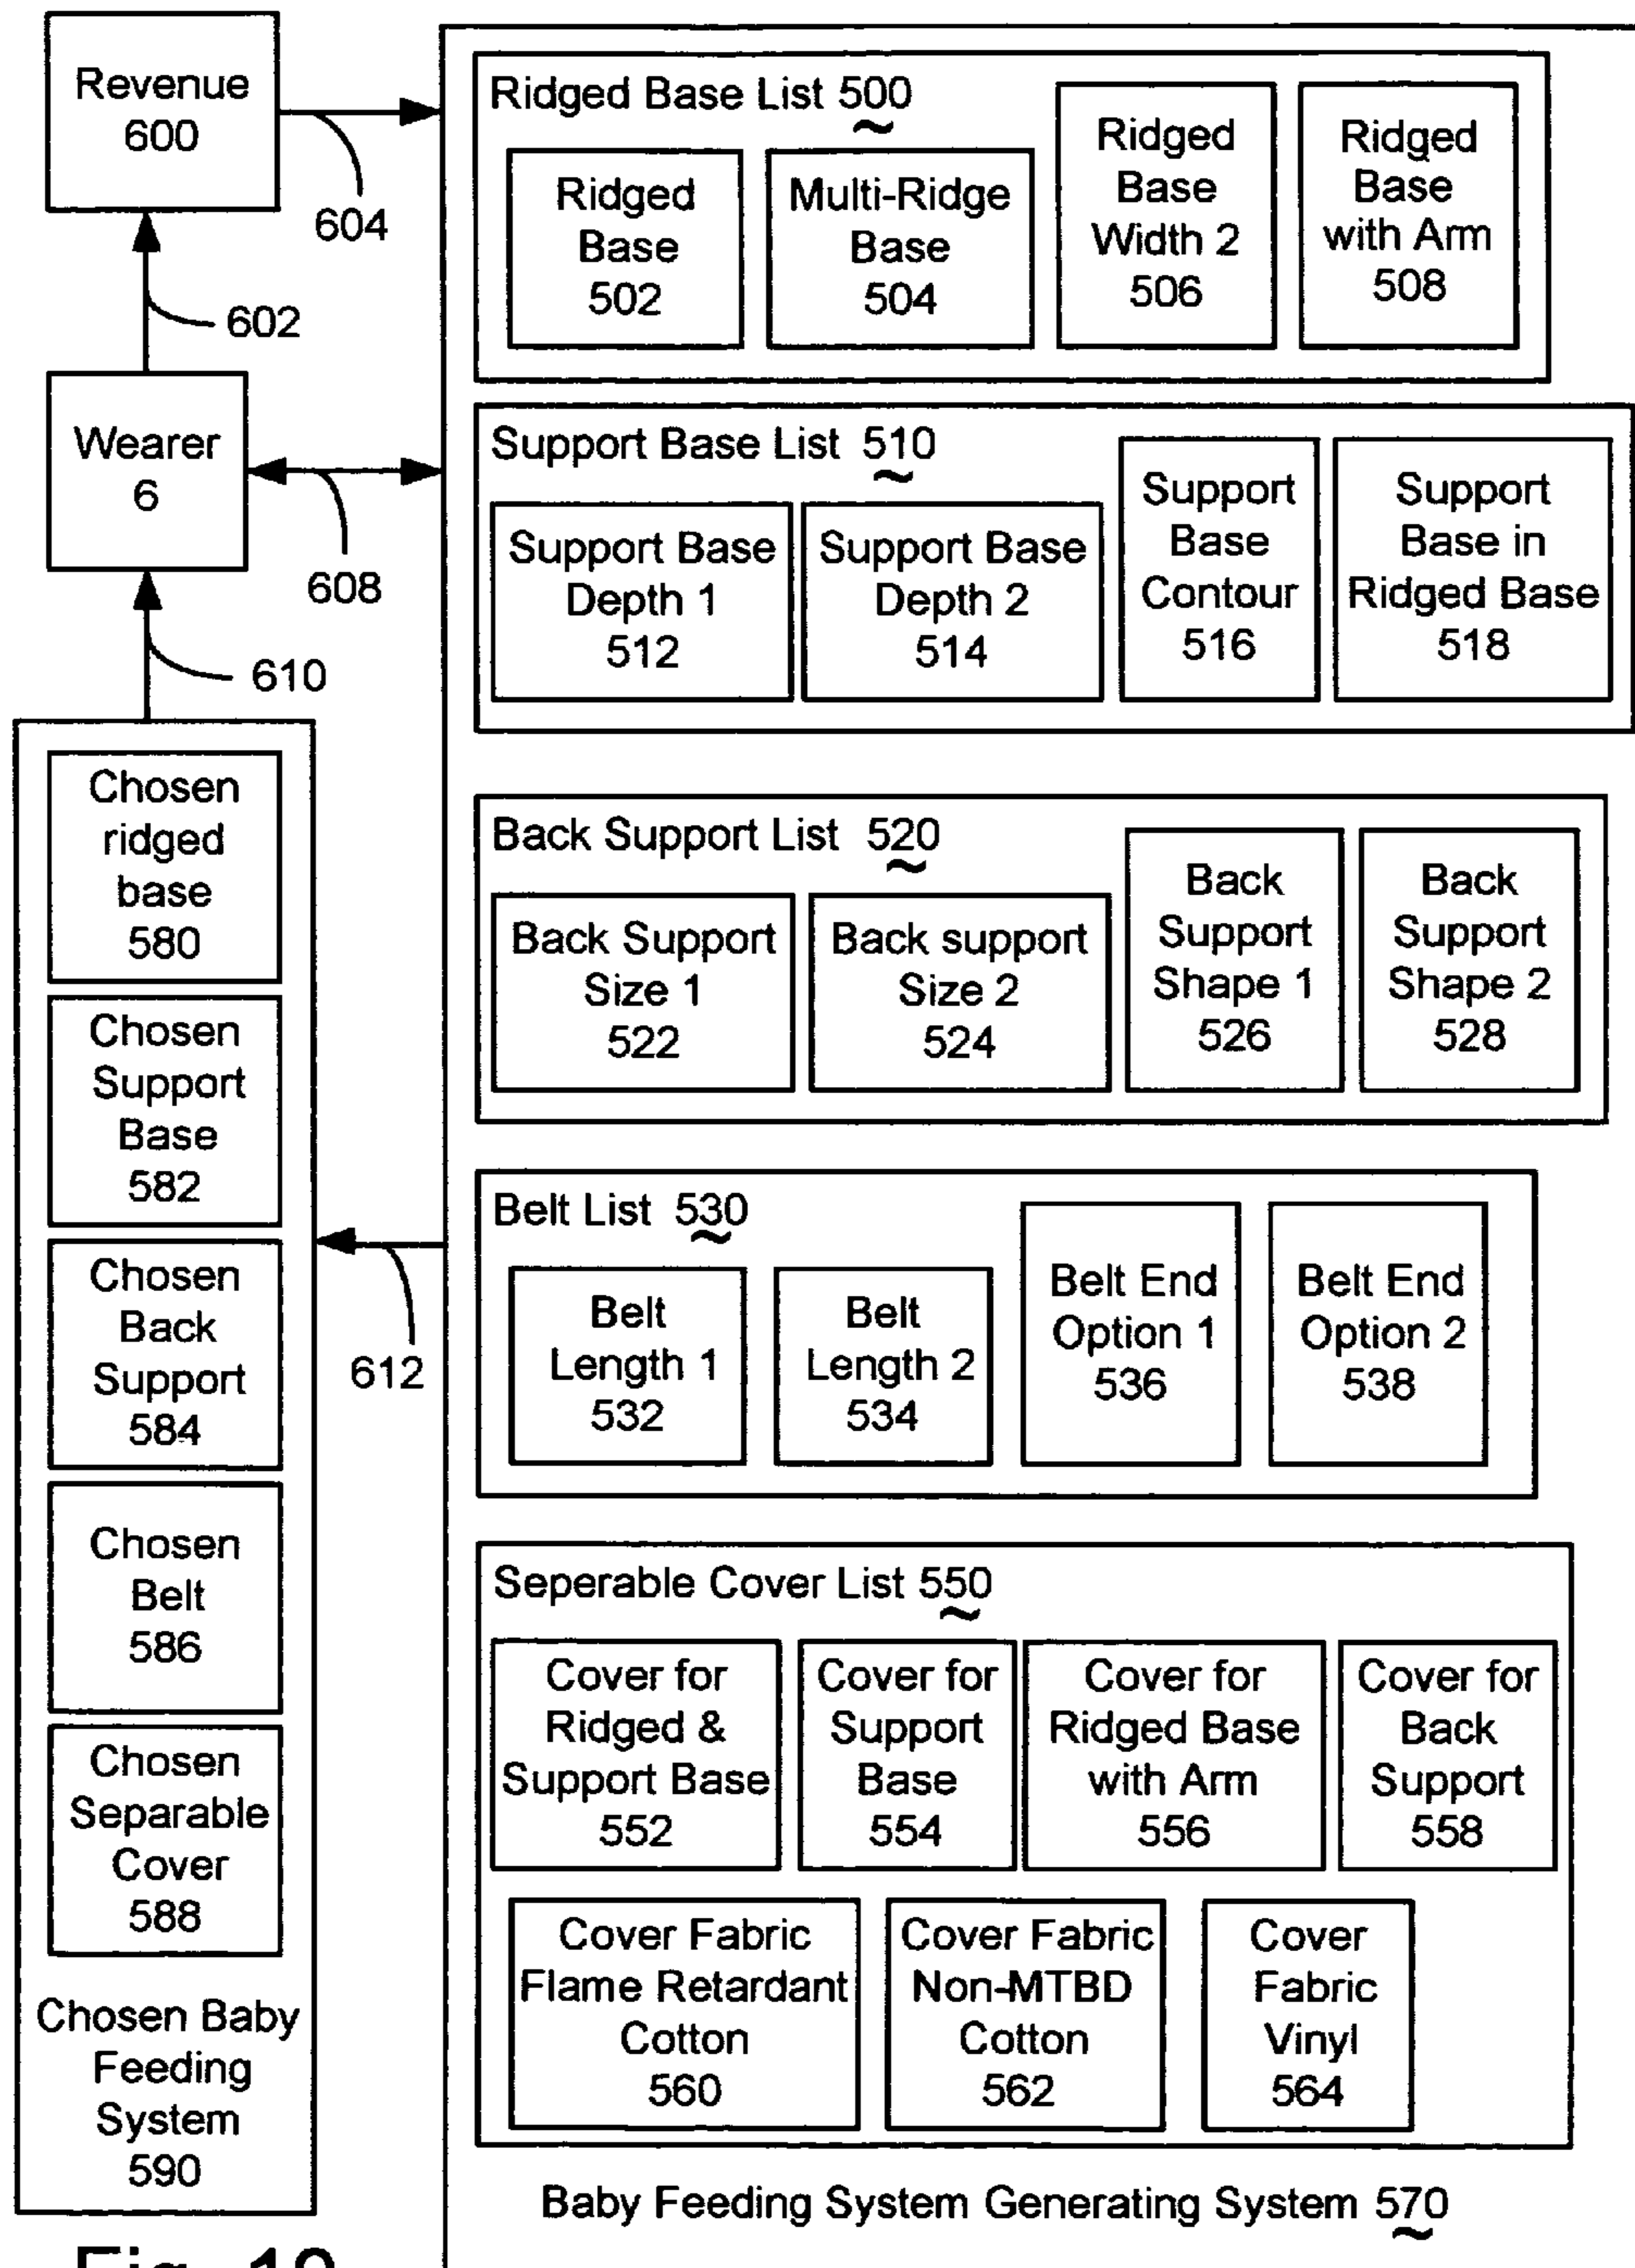 Revenue
600
604
602
Wearer
6
608
610
Chosen
ridged
base
580
Chosen
Support
Base
582
Chosen
Back
Support
584
Chosen
Belt
586
Chosen
Separable
Cover
588
Chosen Baby
Feeding
System
590
612
Ridged Base List 500
Ridged
Base
502
Multi-Ridge
Base
504
Ridged
Base
Width 2
506
Ridged
Base
with Arm
508
Support Base List 510
Support Base
Depth 1
512
Support Base
Depth 2
514
Support
Base
Contour
516
Support
Base in
Ridged Base
518
Back Support List 520
Back Support
Size 1
522
Back support
Size 2
524
Back
Support
Shape 1
526
Back
Support
Shape 2
528
Belt List 530
Belt
Length 1
532
Belt
Length 2
534
Belt End
Option 1
536
Belt End
Option 2
538
Seperable Cover List 550
Cover for
Ridged &
Support Base
552
Cover for
Support
Base
554
Cover for
Ridged Base
with Arm
556
Cover for
Back
Support
558
Cover Fabric
Flame Retardant
Cotton
560
Cover Fabric
Non-MTBD
Cotton
562
Cover
Fabric
Vinyl
564
Baby Feeding System Generating System 570
Fig.